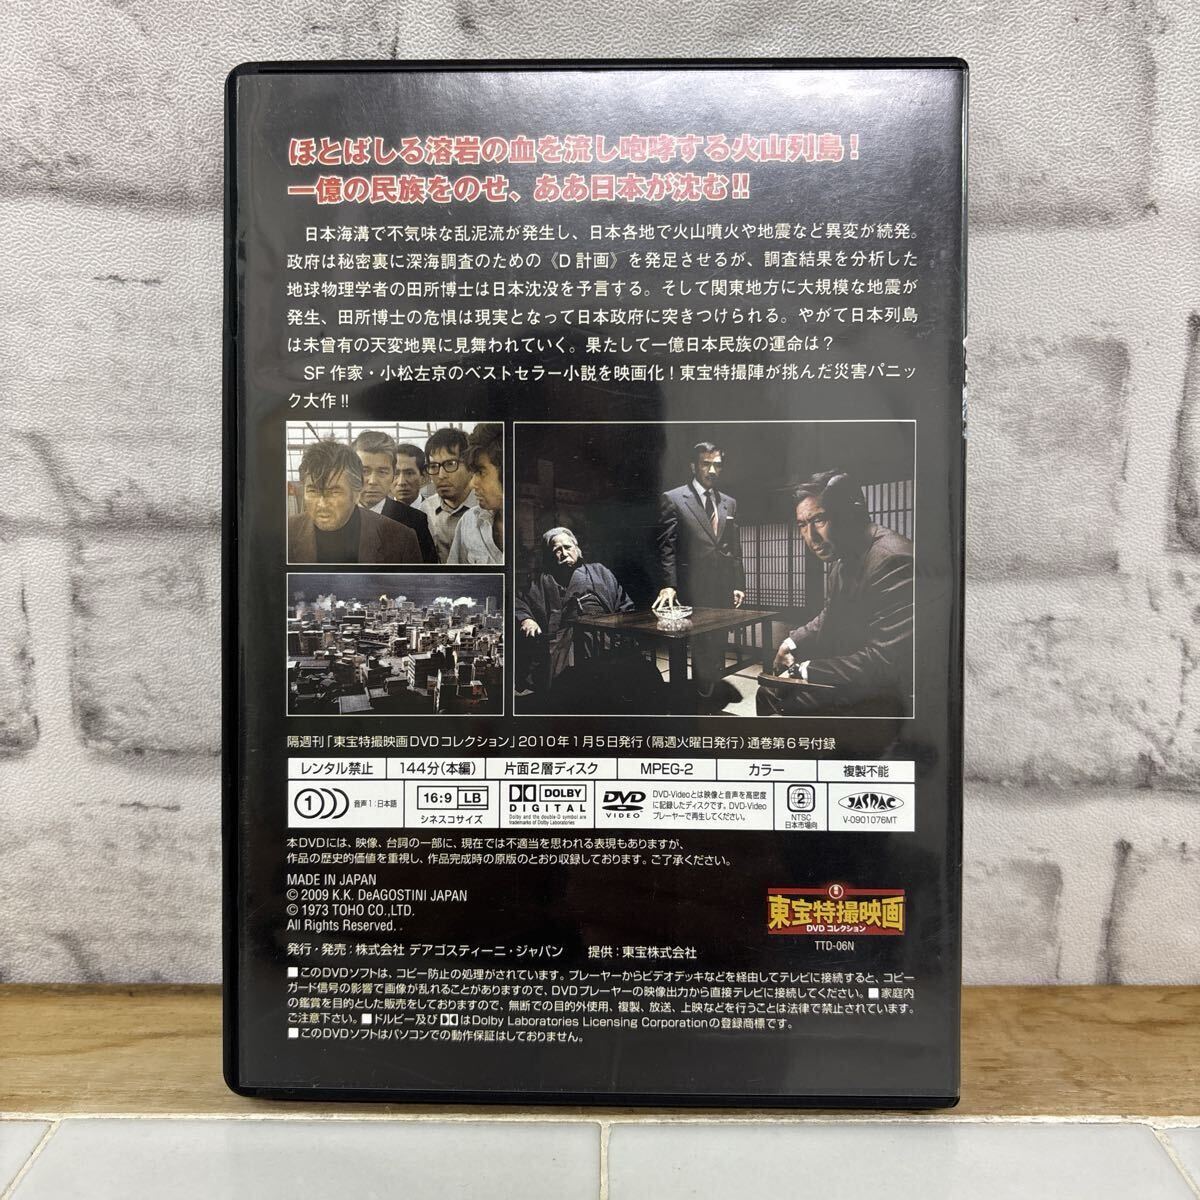 ほとばしる溶岩の血を流し咆哮する火山列島！
一億の民族をのせ、ああ日本が沈む!!
日本海溝で不気味な乱泥流が発生し、日本各地で火山噴火や地震など異変が続発。
政府は秘密裏に深海調査のための《D計画》を発足させるが、調査結果を分析した
地球物理学者の田所博士は日本沈没を予言する。そして関東地方に大規模な地震が
発生、田所博士の危惧は現実となって日本政府に突きつけられる。やがて日本列島
は未曾有の天変地異に見舞われていく。果たして一億日本民族の運命は？
SF作家・小松左京のベストセラー小説を映画化！東宝特撮陣が挑んだ災害パニッ
ク大作!!
隔週刊「東宝特撮映画DVDコレクション」2010年1月5日発行（隔週火曜日発行）通巻第6号付録
レンタル禁止 144分(本編) 片面2層ディスク MPEG-2 カラー 複製不能
1 音声1:日本語
16:9 LB
シネスコサイズ
DOLBY
DIGITAL
Dolby and the double-D symbol are
trademarks of Dolby Laboratories.
DVD
VIDEO
DVD-Videoとは映像と音声を高密度
に記録したディスクです。DVD-Video
プレーヤーで再生してください。
2
NTSC
日本市場向
JASRAC
V-0901076MT
本DVDには、映像、台詞の一部に、現在では不適当を思われる表現もありますが、
作品の歴史的価値を重視し、作品完成時の原版のとおり収録しております。ご了承ください。
MADE IN JAPAN
© 2009 K.K. DeAGOSTINI JAPAN
© 1973 TOHO CO.,LTD.
All Rights Reserved.
東宝特撮映画
DVDコレクション
TTD-06N
発行・発売：株式会社 デアゴスティーニ・ジャパン 提供：東宝株式会社
■このDVDソフトは、コピー防止の処理がされています。プレーヤーからビデオデッキなどを経由してテレビに接続すると、コピー
ガード信号の影響で画像が乱れることがありますので、DVDプレーヤーの映像出力から直接テレビに接続してください。■家庭内
の鑑賞を目的とした販売をしておりますので、無断での目的外使用、複製、放送、上映などを行うことは法律で禁止されています。
ご注意下さい。■ドルビー及びDDはDolby Laboratories Licensing Corporationの登録商標です。
■このDVDソフトはパソコンでの動作保証はしておりません。